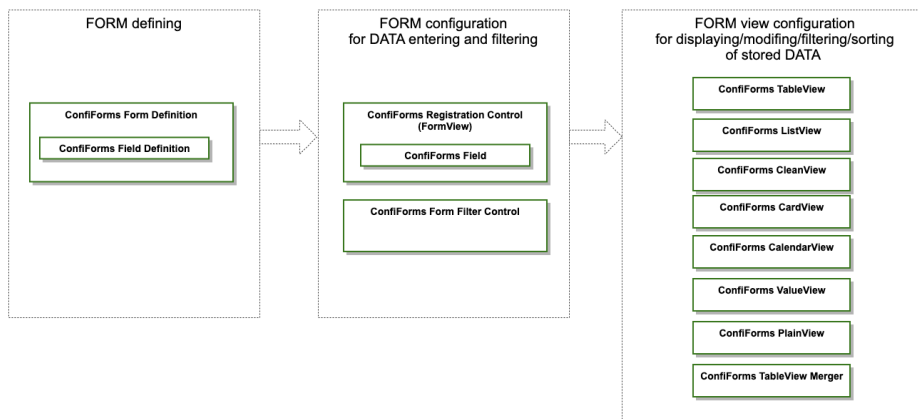 FORM defining
ConfiForms Form Definition
ConfiForms Field Definition
FORM configuration
for DATA entering and filtering
ConfiForms Registration Control
(FormView)
ConfiForms Field
ConfiForms Form Filter Control
FORM view configuration
for displaying/modifing/filtering/sorting
of stored DATA
ConfiForms TableView
ConfiForms ListView
ConfiForms CleanView
ConfiForms CardView
ConfiForms CalendarView
ConfiForms ValueView
ConfiForms PlainView
ConfiForms TableView Merger